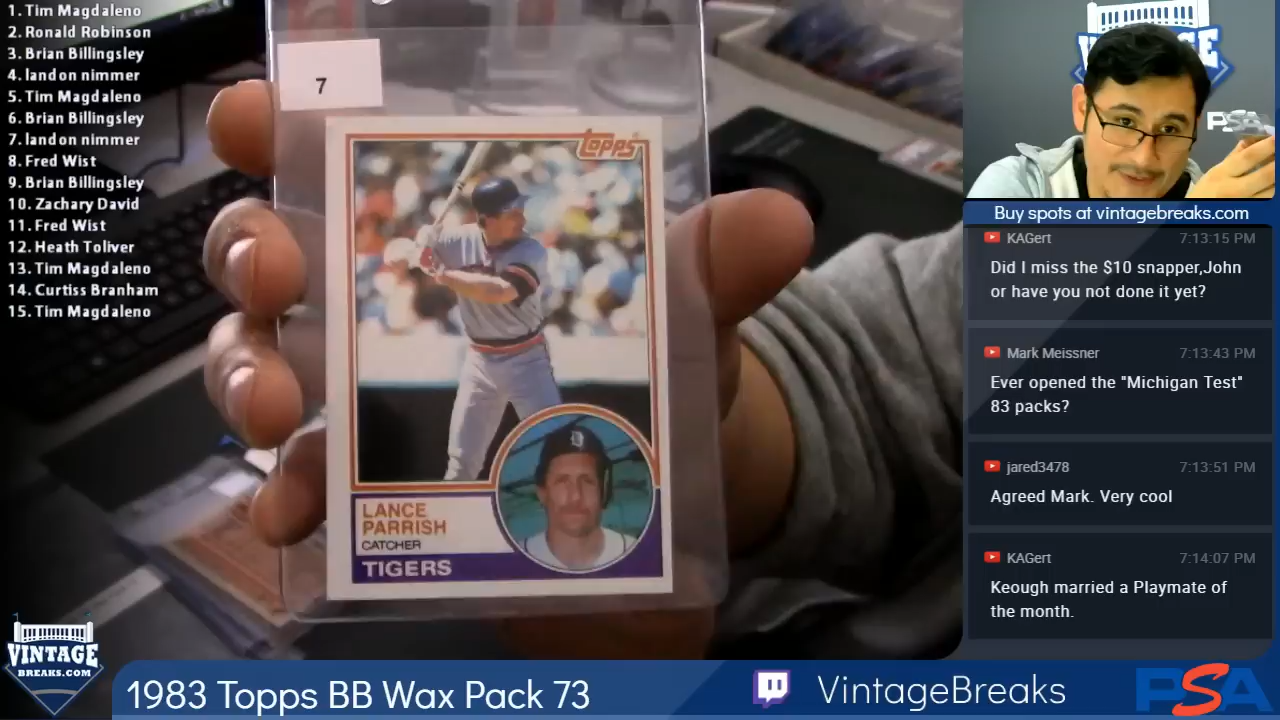 1. Tim Magdaleno
2. Ronald Robinson
3. Brian Billingsley
4. landon nimmer
5. Tim Magdaleno
6. Brian Billingsley
7. landon nimmer
8. Fred Wist
9. Brian Billingsley
10. Zachary David
11. Fred Wist
12. Heath Toliver
13. Tim Magdaleno
14. Curtiss Branham
15. Tim Magdaleno
7
Topps
LANCE
PARRISH
CATCHER
TIGERS
D
VINTAGE
PSA
Buy spots at vintagebreaks.com
KAGert 7:13:15 PM
Did I miss the $10 snapper,John
or have you not done it yet?
Mark Meissner 7:13:43 PM
Ever opened the "Michigan Test"
83 packs?
jared3478 7:13:51 PM
Agreed Mark. Very cool
KAGert 7:14:07 PM
Keough married a Playmate of
the month.
VINTAGE
BREAKS.COM
1983 Topps BB Wax Pack 73
VintageBreaks
PSA